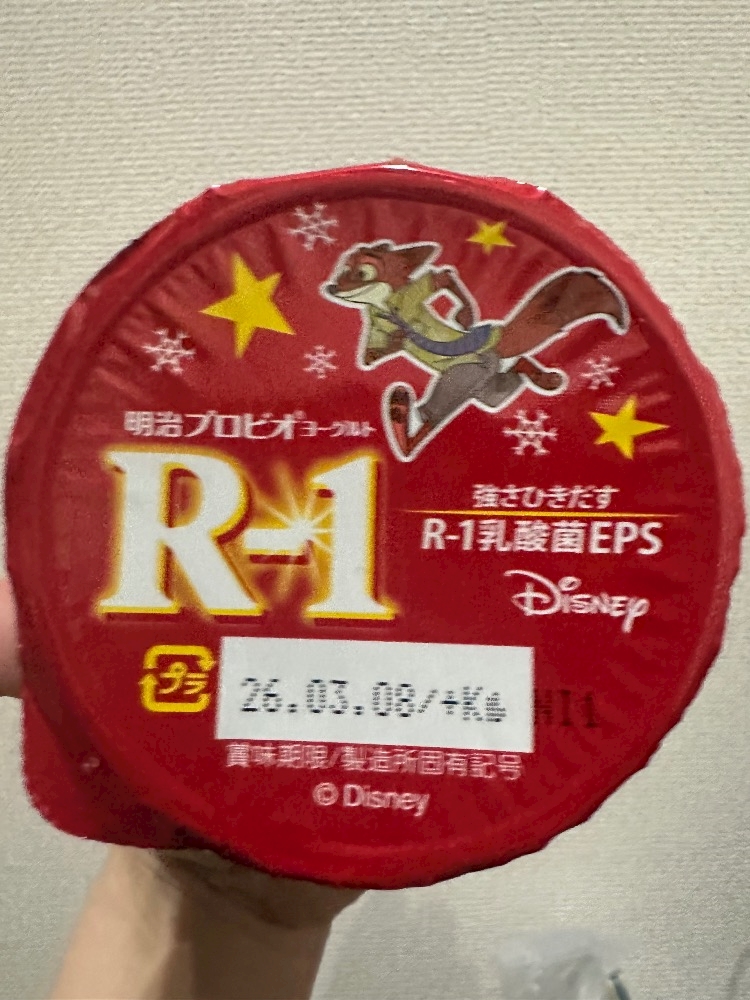 明治プロビオヨーグルト
R-1
強さひきだす
R-1乳酸菌EPS
Disney
プラ
26.03.08/+K
賞味期限/製造所固有記号
© Disney